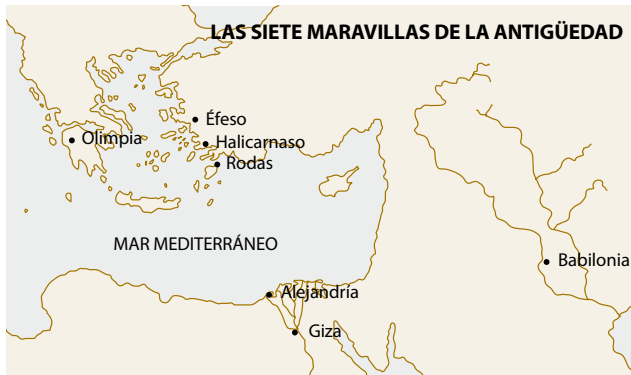 LAS SIETE MARAVILLAS DE LA ANTIGÜEDAD
Éfeso
Olimpia
Halicarnaso
Rodas
MAR MEDITERRÁNEO
Babilonia
Alejandría
Giza